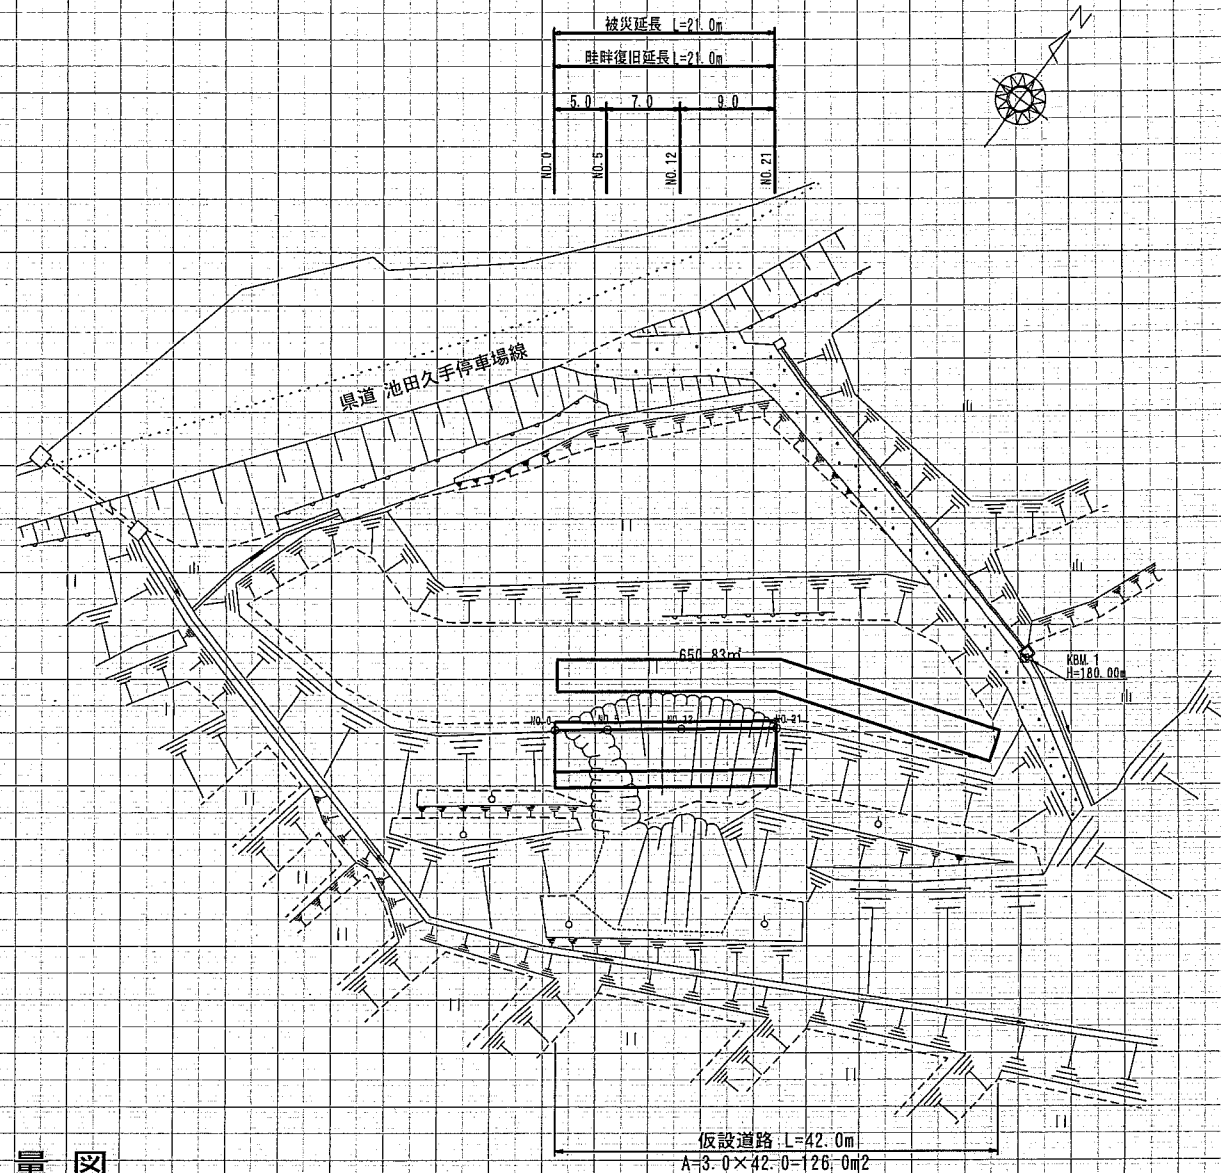 被災延長 L=21.0m
畦畔復旧延長 L=21.0m
5.0 7.0 9.0
NO.0 NO.5 NO.12 NO.21
N
県道 池田久手停車場線
650.83㎡
KBM.1
H=180.00m
NO.0 NO.5 NO.12 NO.21
仮設道路 L=42.0m
A=3.0×42.0=126.0m2
量 図